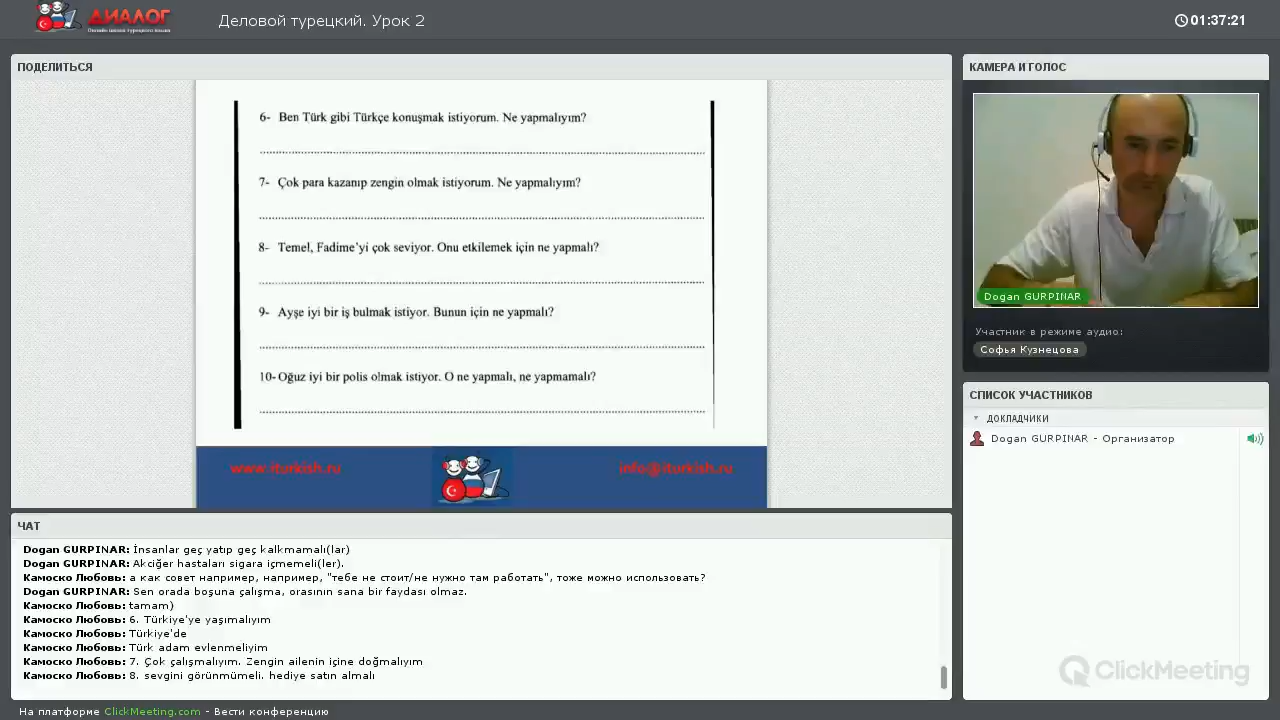 ДИАЛОГ
Онлайн школа турецкого языка
Деловой турецкий. Урок 2
01:37:21
ПОДЕЛИТЬСЯ
6- Ben Türk gibi Türkçe konuşmak istiyorum. Ne yapmalıyım?
7- Çok para kazanıp zengin olmak istiyorum. Ne yapmalıyım?
8- Temel, Fadime'yi çok seviyor. Onu etkilemek için ne yapmalı?
9- Ayşe iyi bir iş bulmak istiyor. Bunun için ne yapmalı?
10- Oğuz iyi bir polis olmak istiyor. O ne yapmalı, ne yapmamalı?
www.iturkish.ru
info@iturkish.ru
КАМЕРА И ГОЛОС
Dogan GURPINAR
Участник в режиме аудио:
Софья Кузнецова
СПИСОК УЧАСТНИКОВ
ДОКЛАДЧИКИ
Dogan GURPINAR - Организатор
ЧАТ
Dogan GURPINAR: İnsanlar geç yatıp geç kalkmamalı(lar)
Dogan GURPINAR: Akciğer hastaları sigara içmemeli(ler).
Камоско Любовь: а как совет например, например, "тебе не стоит/не нужно там работать", тоже можно использовать?
Dogan GURPINAR: Sen orada boşuna çalışma, orasının sana bir faydası olmaz.
Камоско Любовь: tamam)
Камоско Любовь: 6. Türkiye'ye yaşımalıyım
Камоско Любовь: Türkiye'de
Камоско Любовь: Türk adam evlenmeliyim
Камоско Любовь: 7. Çok çalışmalıyım. Zengin ailenin içine doğmalıyım
Камоско Любовь: 8. sevgini görünmümeli. hediye satın almalı
ClickMeeting
На платформе ClickMeeting.com - Вести конференцию